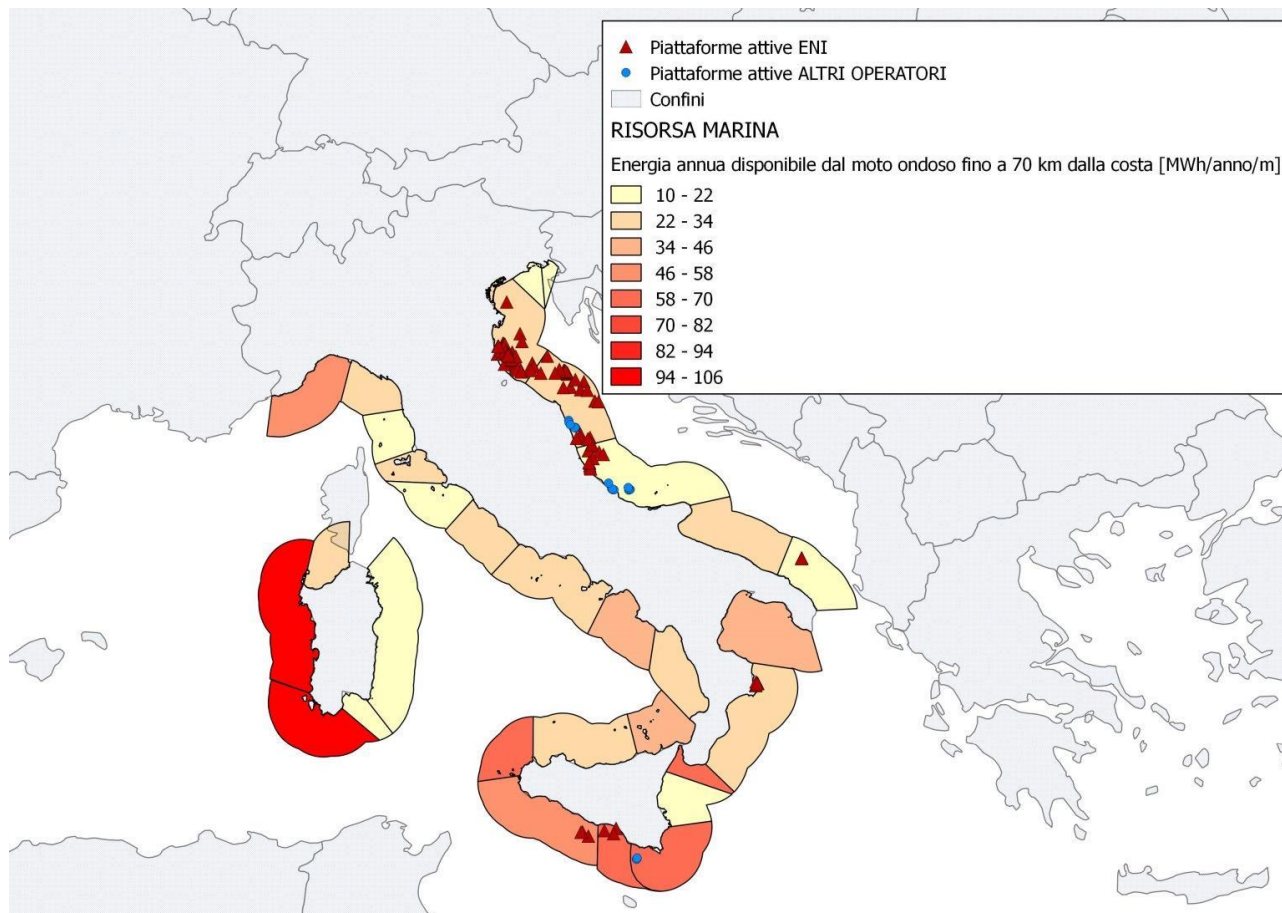 Piattaforme attive ENI
Piattaforme attive ALTRI OPERATORI
Confini
RISORSA MARINA
Energia annua disponibile dal moto ondoso fino a 70 km dalla costa [MWh/anno/m]
10 - 22
22 - 34
34 - 46
46 - 58
58 - 70
70 - 82
82 - 94
94 - 106